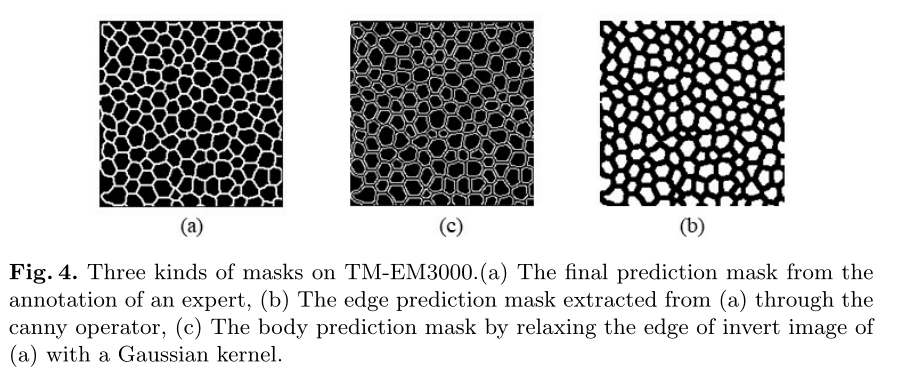 (a) (c) (b)
Fig. 4. Three kinds of masks on TM-EM3000.(a) The final prediction mask from the
annotation of an expert, (b) The edge prediction mask extracted from (a) through the
canny operator, (c) The body prediction mask by relaxing the edge of invert image of
(a) with a Gaussian kernel.